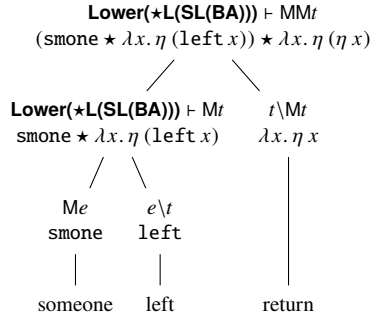 Lower(⋆L(SL(BA))) ⊢ MMt
(smone ⋆ λx. η (left x)) ⋆ λx. η (η x)
Lower(⋆L(SL(BA))) ⊢ Mt t\Mt
smone ⋆ λx. η (left x) λx. η x
Me e\t
smone left
someone left return